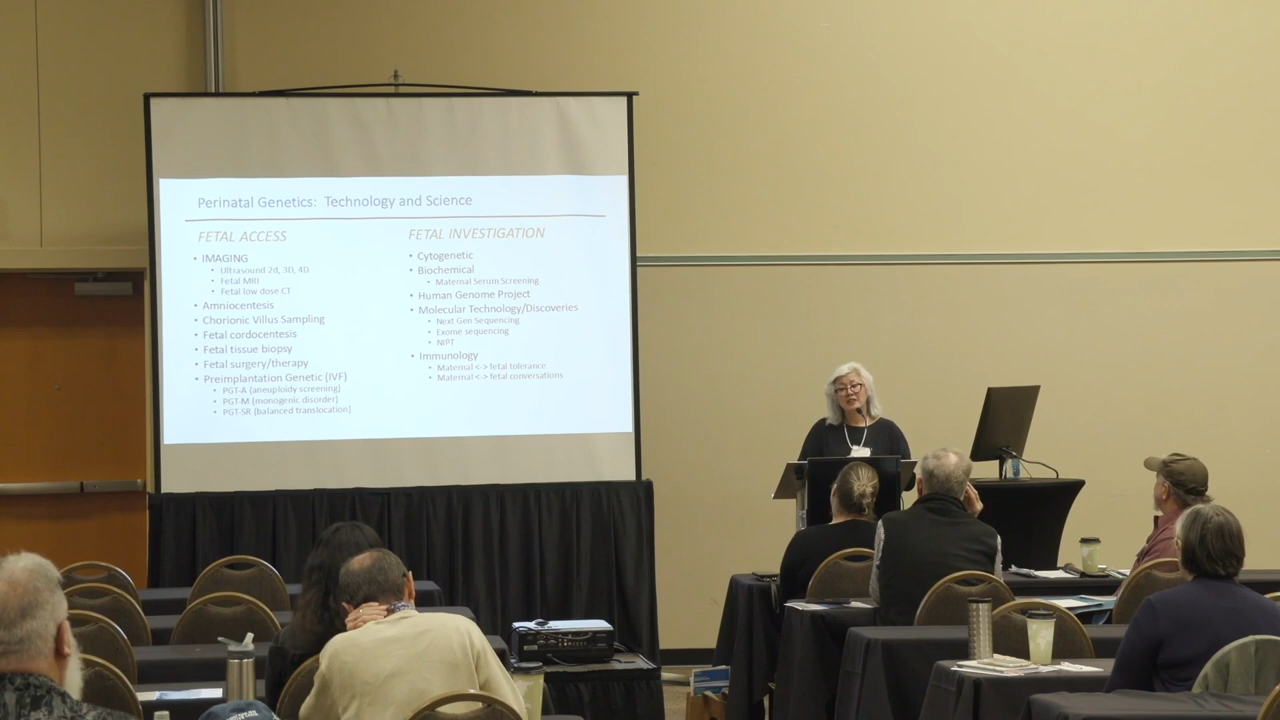 Perinatal Genetics: Technology and Science
FETAL ACCESS
• IMAGING
• Ultrasound 2d, 3D, 4D
• Fetal MRI
• Fetal low dose CT
• Amniocentesis
• Chorionic Villus Sampling
• Fetal cordocentesis
• Fetal tissue biopsy
• Fetal surgery/therapy
• Preimplantation Genetic (IVF)
• PGT-A (aneuploidy screening)
• PGT-M (monogenic disorder)
• PGT-SR (balanced translocation)
FETAL INVESTIGATION
• Cytogenetic
• Biochemical
• Maternal Serum Screening
• Human Genome Project
• Molecular Technology/Discoveries
• Next Gen Sequencing
• Exome sequencing
• NIPT
• Immunology
• Maternal <-> fetal tolerance
• Maternal <-> fetal conversations